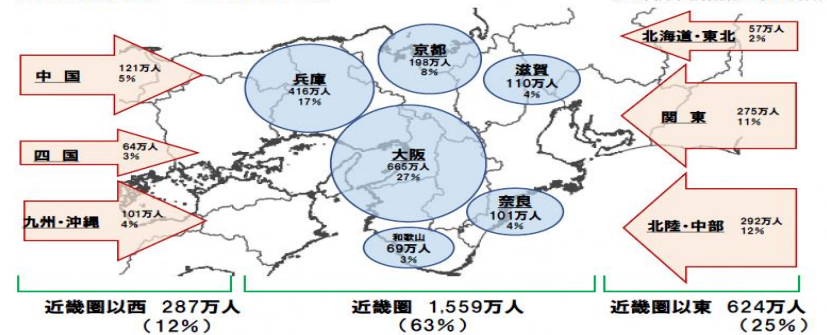 中　国
121万人
5%
四　国
64万人
3%
九州・沖縄
101万人
4%
兵庫
416万人
17%
京都
198万人
8%
滋賀
110万人
4%
大阪
665万人
27%
奈良
101万人
4%
和歌山
69万人
3%
北海道・東北
57万人
2%
関　東
275万人
11%
北陸・中部
292万人
12%
近畿圏以西 287万人
（12%）
近畿圏 1,559万人
（63%）
近畿圏以東 624万人
（25%）